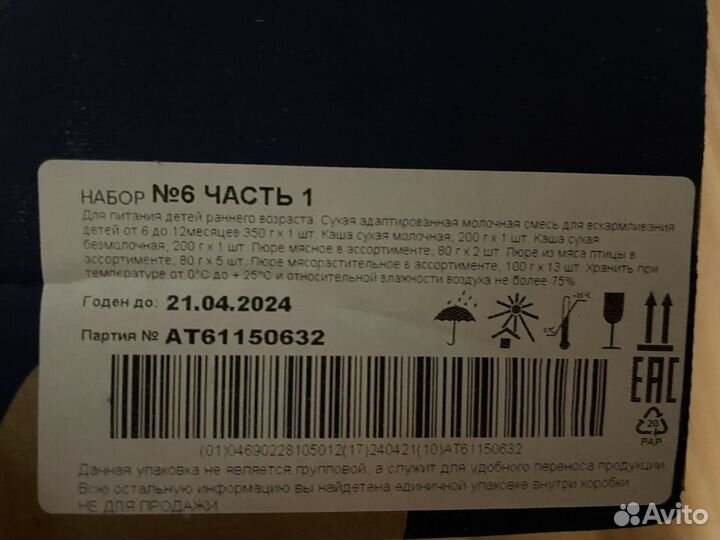 НАБОР №6 ЧАСТЬ 1
Для питания детей раннего возраста. Сухая адаптированная молочная смесь для вскармливания
детей от 6 до 12месяцев 350 г х 1 шт. Каша сухая молочная, 200 г х 1 шт. Каша сухая
безмолочная, 200 г х 1 шт. Пюре мясное в ассортименте, 80 г х 2 шт. Пюре из мяса птицы в
ассортименте, 80 г х 5 шт. Пюре мясорастительное в ассортименте, 100 г х 13 шт. Хранить при
температуре от 0°С до + 25°С и относительной влажности воздуха не более 75%
Годен до: 21.04.2024
Партия № АТ61150632
+25°C
0°C
EAC
(01)04690228105012(17)240421(10)AT61150632
20
PAP
Данная упаковка не является групповой, а служит для удобного переноса продукции.
Всю остальную информацию вы найдетена единичной упаковке внутри коробки.
НЕ ДЛЯ ПРОДАЖИ
Avito